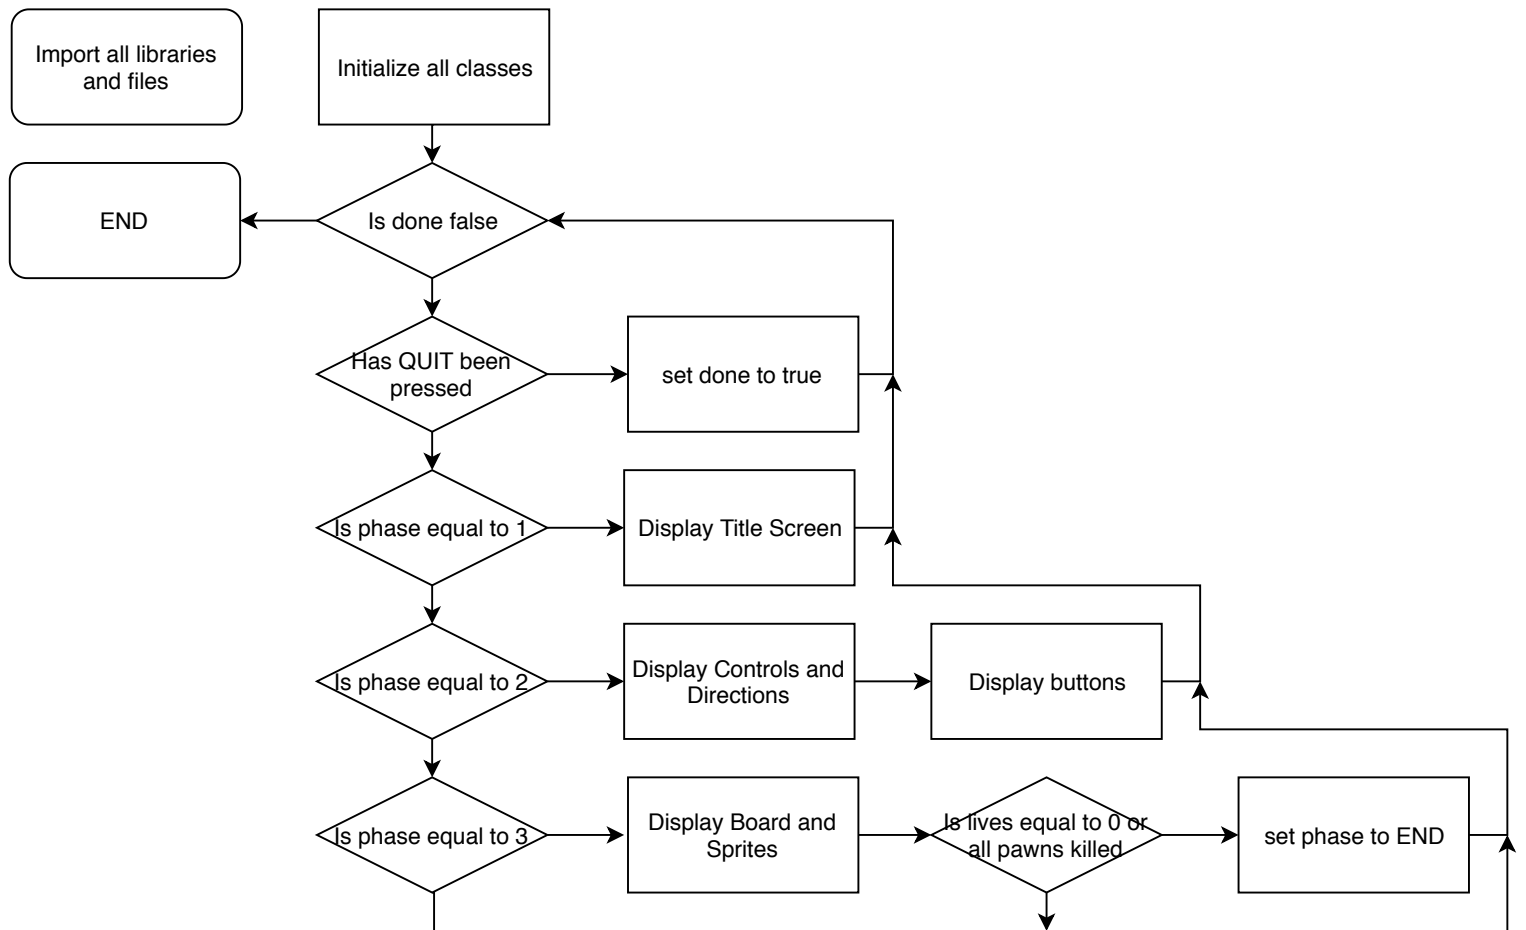 Import all libraries
and files
Initialize all classes
END
Is done false
Has QUIT been
pressed
set done to true
Is phase equal to 1
Display Title Screen
Is phase equal to 2
Display Controls and
Directions
Display buttons
Is phase equal to 3
Display Board and
Sprites
Is lives equal to 0 or
all pawns killed
set phase to END